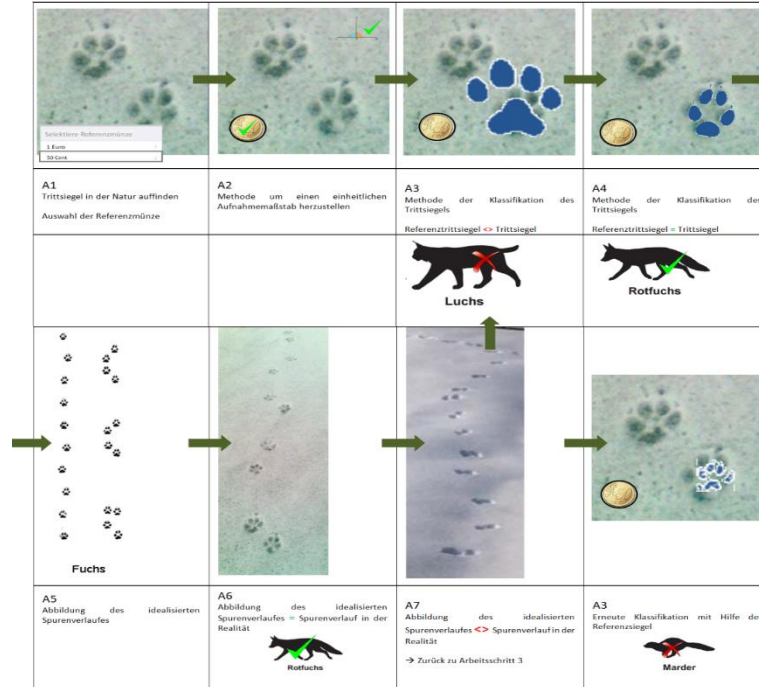 Selektiere Referenzmünze
1 Euro
50 Cent
A1
Trittsiegel in der Natur auffinden
Auswahl der Referenzmünze
A2
Methode um einen einheitlichen
Aufnahmemaßstab herzustellen
A3
Methode der Klassifikation des
Trittsiegels
Referenztrittsiegel <> Trittsiegel
A4
Methode der Klassifikation des
Trittsiegels
Referenztrittsiegel = Trittsiegel
Luchs
Rotfuchs
Fuchs
A5
Abbildung des idealisierten
Spurenverlaufes
A6
Abbildung des idealisierten
Spurenverlaufes = Spurenverlauf in der
Realität
Rotfuchs
A7
Abbildung des idealisierten
Spurenverlaufes <> Spurenverlauf in der
Realität
→ Zurück zu Arbeitsschritt 3
A3
Erneute Klassifikation mit Hilfe de
Referenzsiegel
Marder